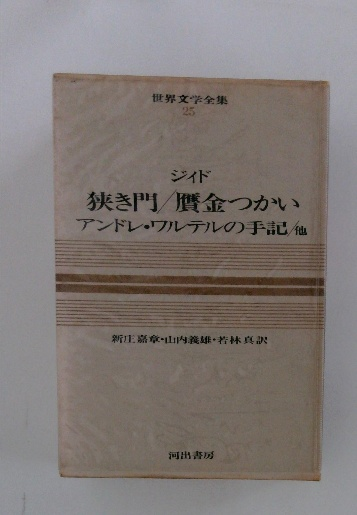 世界文学全集
25
ジイド
狭き門/贋金つかい
アンドレ・ワルテルの手記/他
新庄嘉章・山内義雄・若林真訳
河出書房